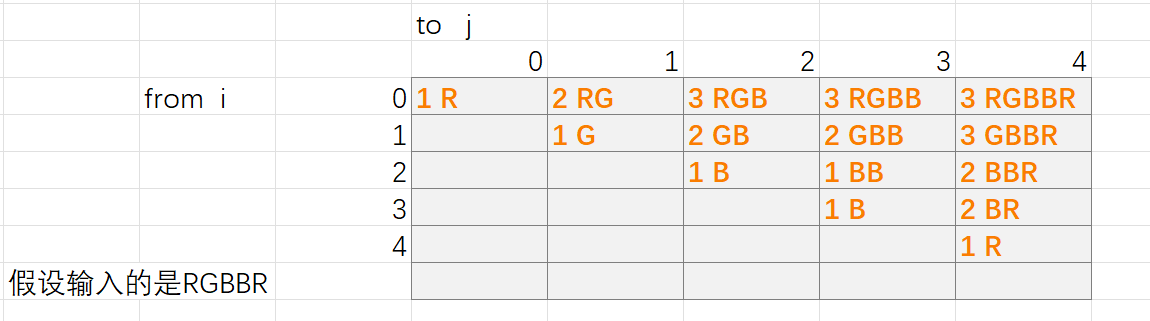 to j
0 1 2 3 4
from i 0 1 R 2 RG 3 RGB 3 RGBB 3 RGBBR
1 1 G 2 GB 2 GBB 3 GBBR
2 1 B 1 BB 2 BBR
3 1 B 2 BR
4 1 R
假设输入的是RGBBR